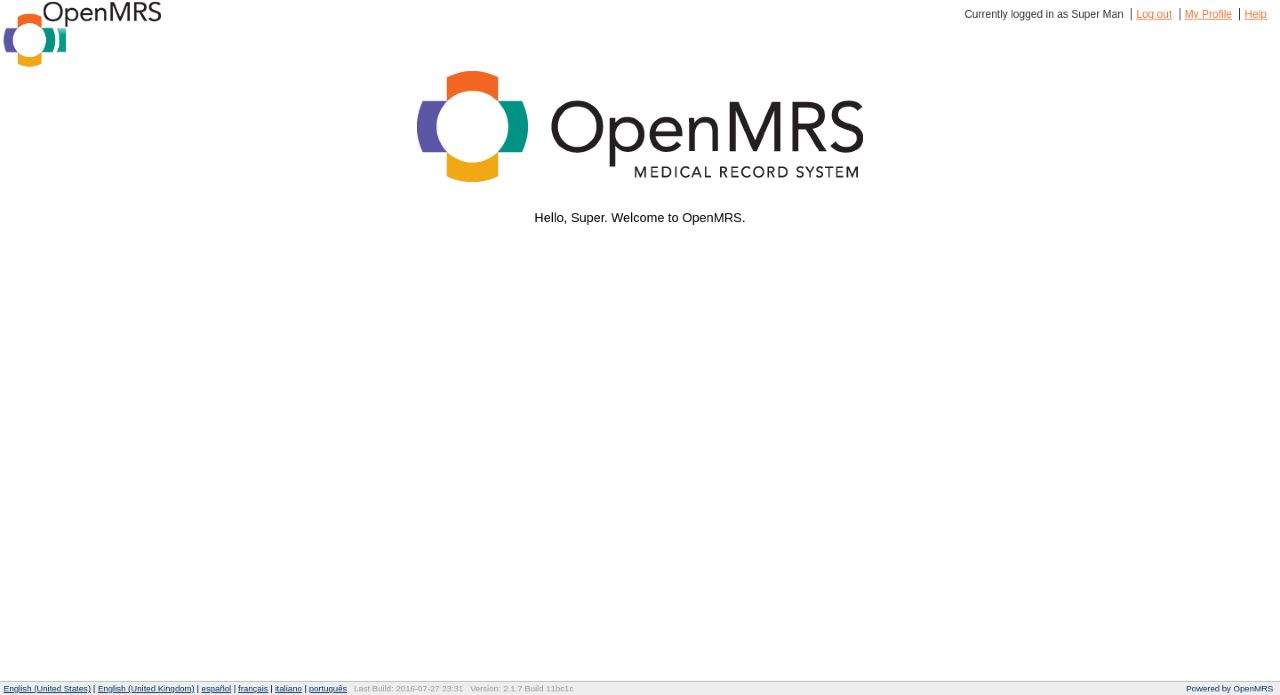 OpenMRS
Currently logged in as Super Man | Log out | My Profile | Help
OpenMRS
MEDICAL RECORD SYSTEM
Hello, Super. Welcome to OpenMRS.
English (United States) | English (United Kingdom) | español | français | italiano | português Last Build: 2016-07-27 23:31 Version: 2.1.7 Build 11bc1c Powered by OpenMRS